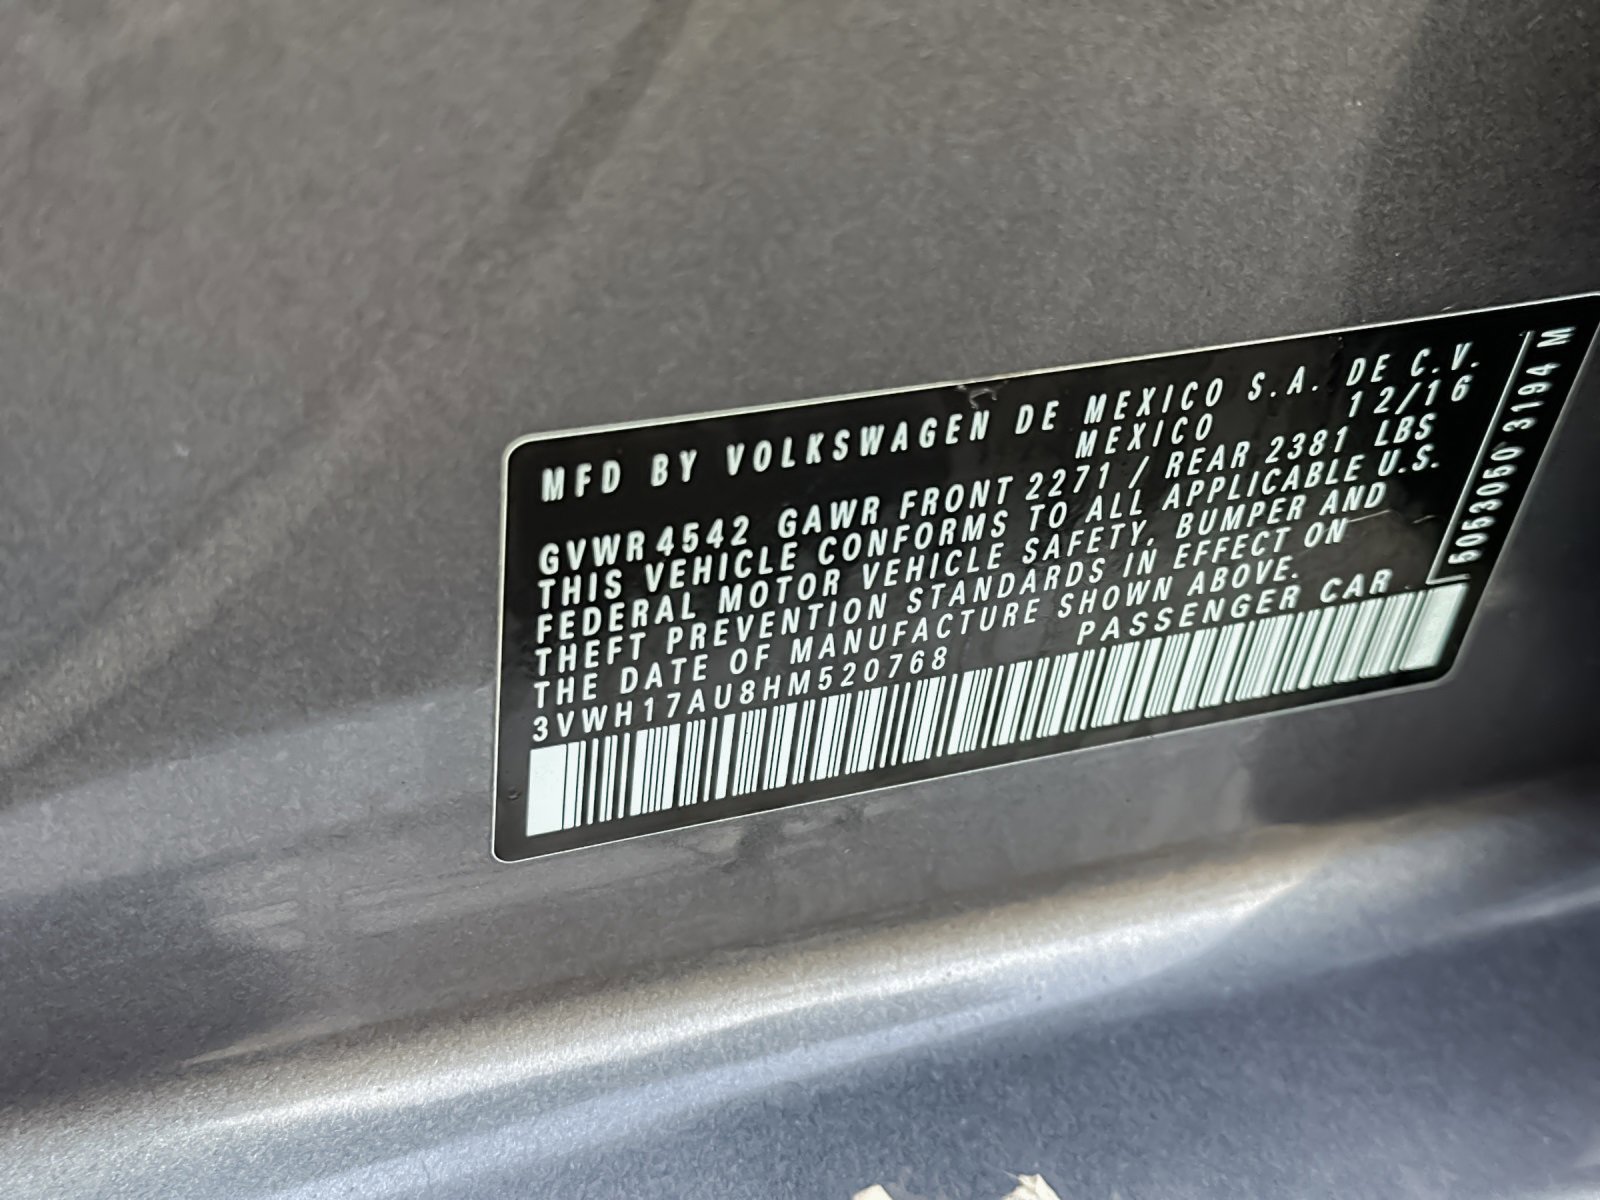 MFD BY VOLKSWAGEN DE MEXICO S.A. DE C.V.
MEXICO 12/16
GVWR 4542 GAWR FRONT 2271 / REAR 2381 LBS
THIS VEHICLE CONFORMS TO ALL APPLICABLE U.S.
FEDERAL MOTOR VEHICLE SAFETY, BUMPER AND
THEFT PREVENTION STANDARDS IN EFFECT ON
THE DATE OF MANUFACTURE SHOWN ABOVE.
3VWH17AU8HM520768 PASSENGER CAR
5063050 3194 M